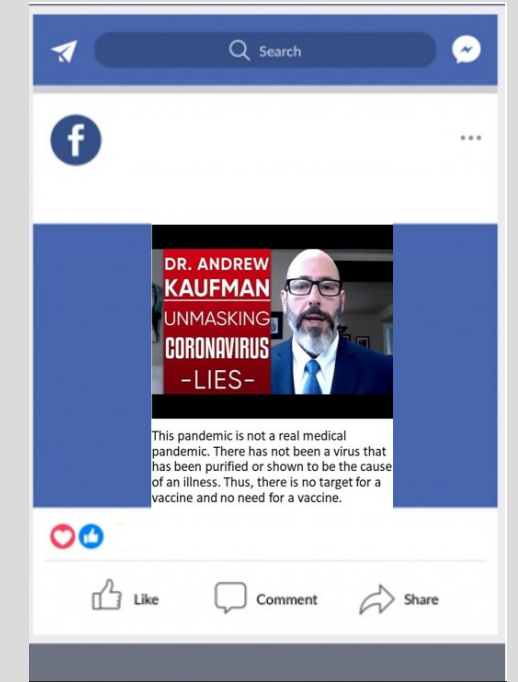 Search
f
DR. ANDREW
KAUFMAN
UNMASKING
CORONAVIRUS
-LIES-
This pandemic is not a real medical
pandemic. There has not been a virus that
has been purified or shown to be the cause
of an illness. Thus, there is no target for a
vaccine and no need for a vaccine.
Like Comment Share